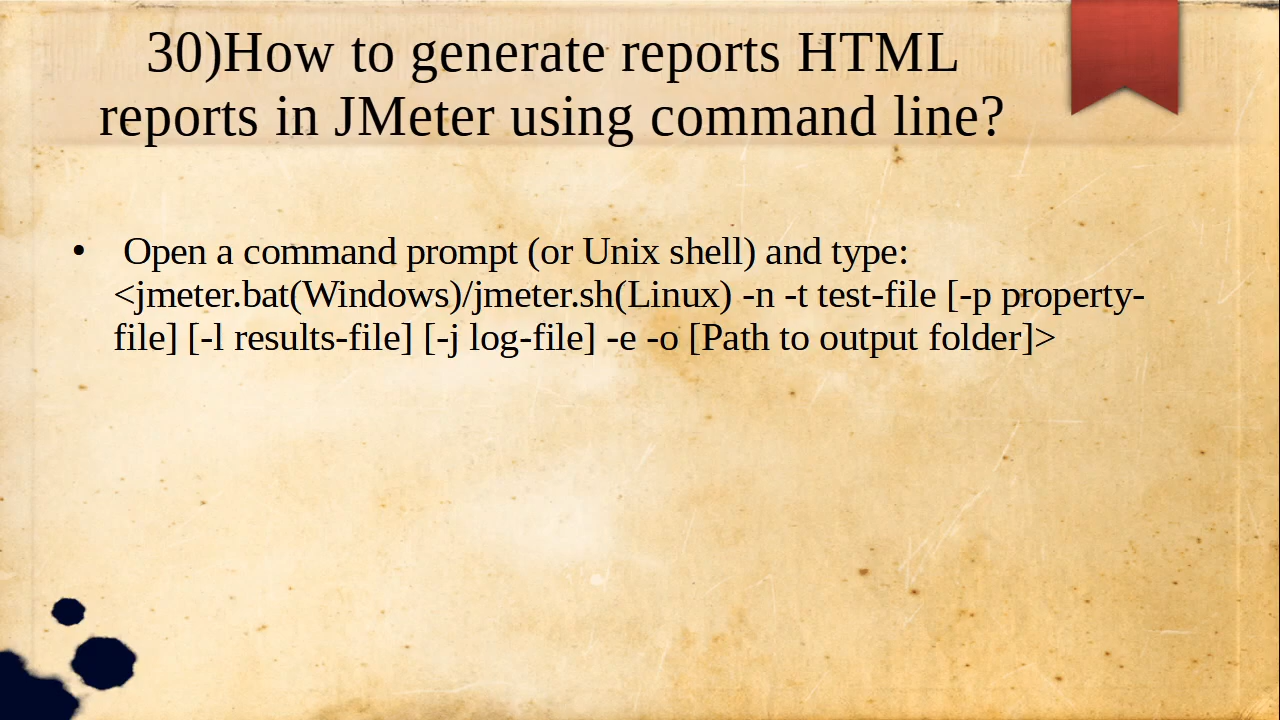 30)How to generate reports HTML
reports in JMeter using command line?
• Open a command prompt (or Unix shell) and type:
<jmeter.bat(Windows)/jmeter.sh(Linux) -n -t test-file [-p property-
file] [-l results-file] [-j log-file] -e -o [Path to output folder]>